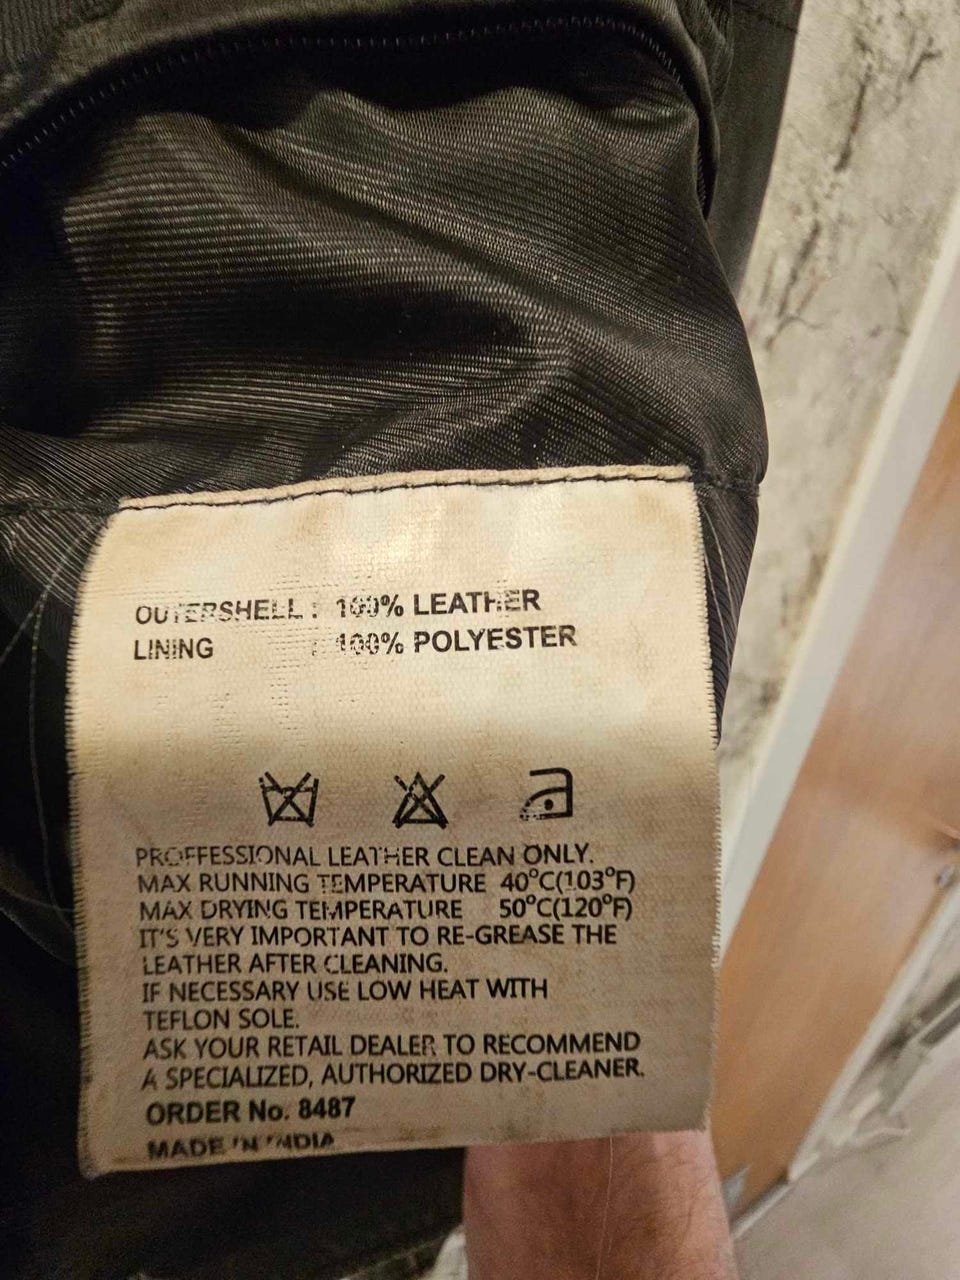 OUTERSHELL : 100% LEATHER
LINING : 100% POLYESTER
PROFFESSIONAL LEATHER CLEAN ONLY.
MAX RUNNING TEMPERATURE 40°C(103°F)
MAX DRYING TEMPERATURE 50°C(120°F)
IT'S VERY IMPORTANT TO RE-GREASE THE
LEATHER AFTER CLEANING.
IF NECESSARY USE LOW HEAT WITH
TEFLON SOLE.
ASK YOUR RETAIL DEALER TO RECOMMEND
A SPECIALIZED, AUTHORIZED DRY-CLEANER.
ORDER No. 8487
MADE IN INDIA